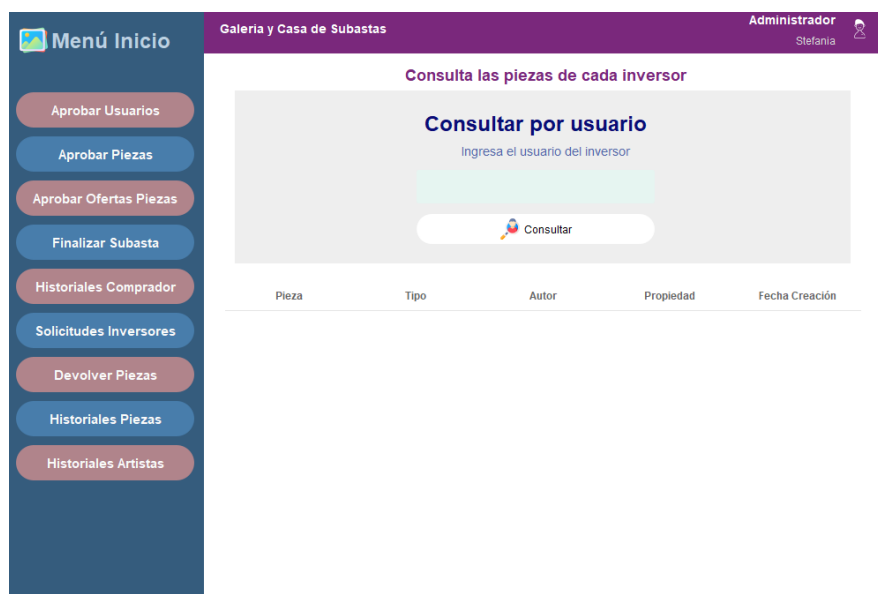 Menú Inicio
Galería y Casa de Subastas
Administrador
Stefania
Aprobar Usuarios
Aprobar Piezas
Aprobar Ofertas Piezas
Finalizar Subasta
Historiales Comprador
Solicitudes Inversores
Devolver Piezas
Historiales Piezas
Historiales Artistas
Consulta las piezas de cada inversor
Consultar por usuario
Ingresa el usuario del inversor
Consultar
Pieza Tipo Autor Propiedad Fecha Creación